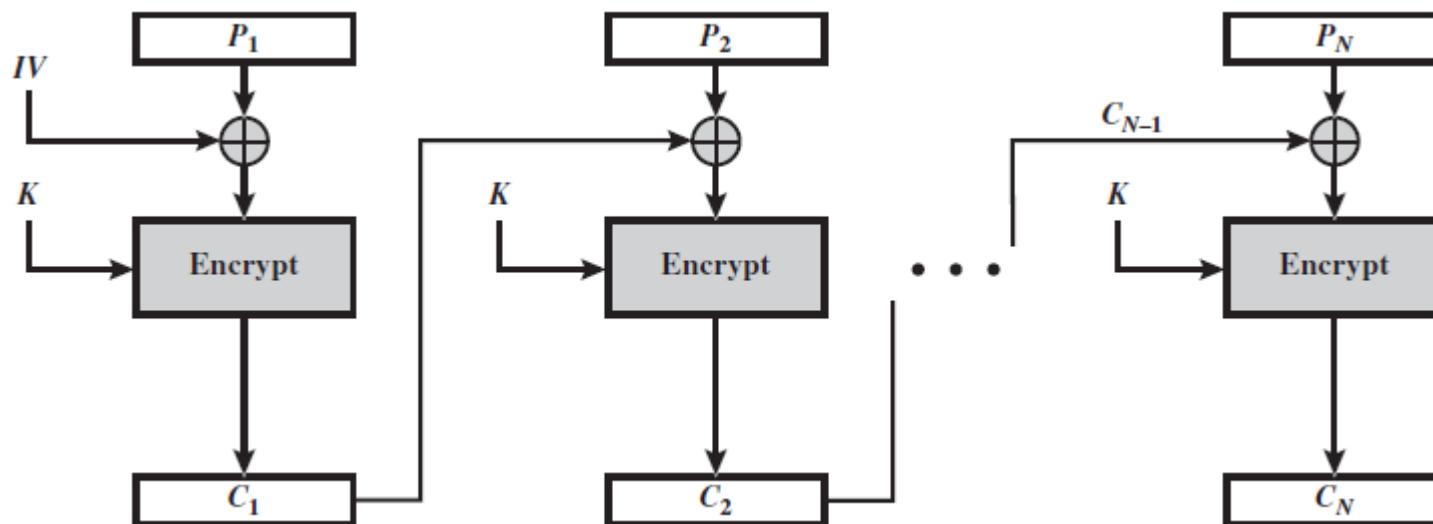 P1 P2 PN
IV
CN–1
K K K
Encrypt Encrypt Encrypt
C1 C2 CN